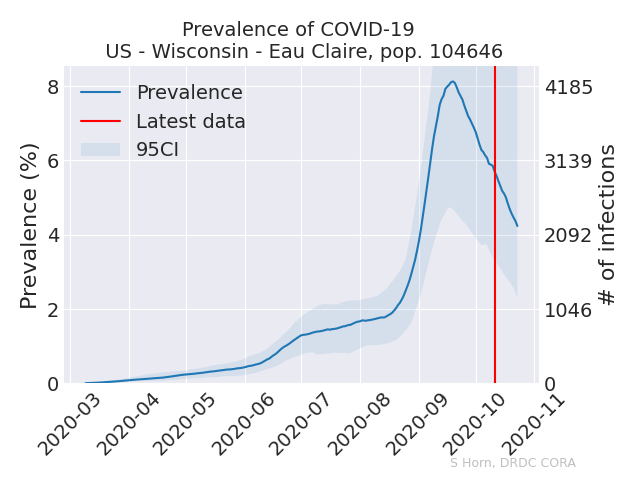 Prevalence of COVID-19
US - Wisconsin - Eau Claire, pop. 104646
Prevalence
Latest data
95CI
Prevalence (%)
8
6
4
2
0
4185
3139
2092
1046
0
# of infections
2020-03
2020-04
2020-05
2020-06
2020-07
2020-08
2020-09
2020-10
2020-11
S Horn, DRDC CORA